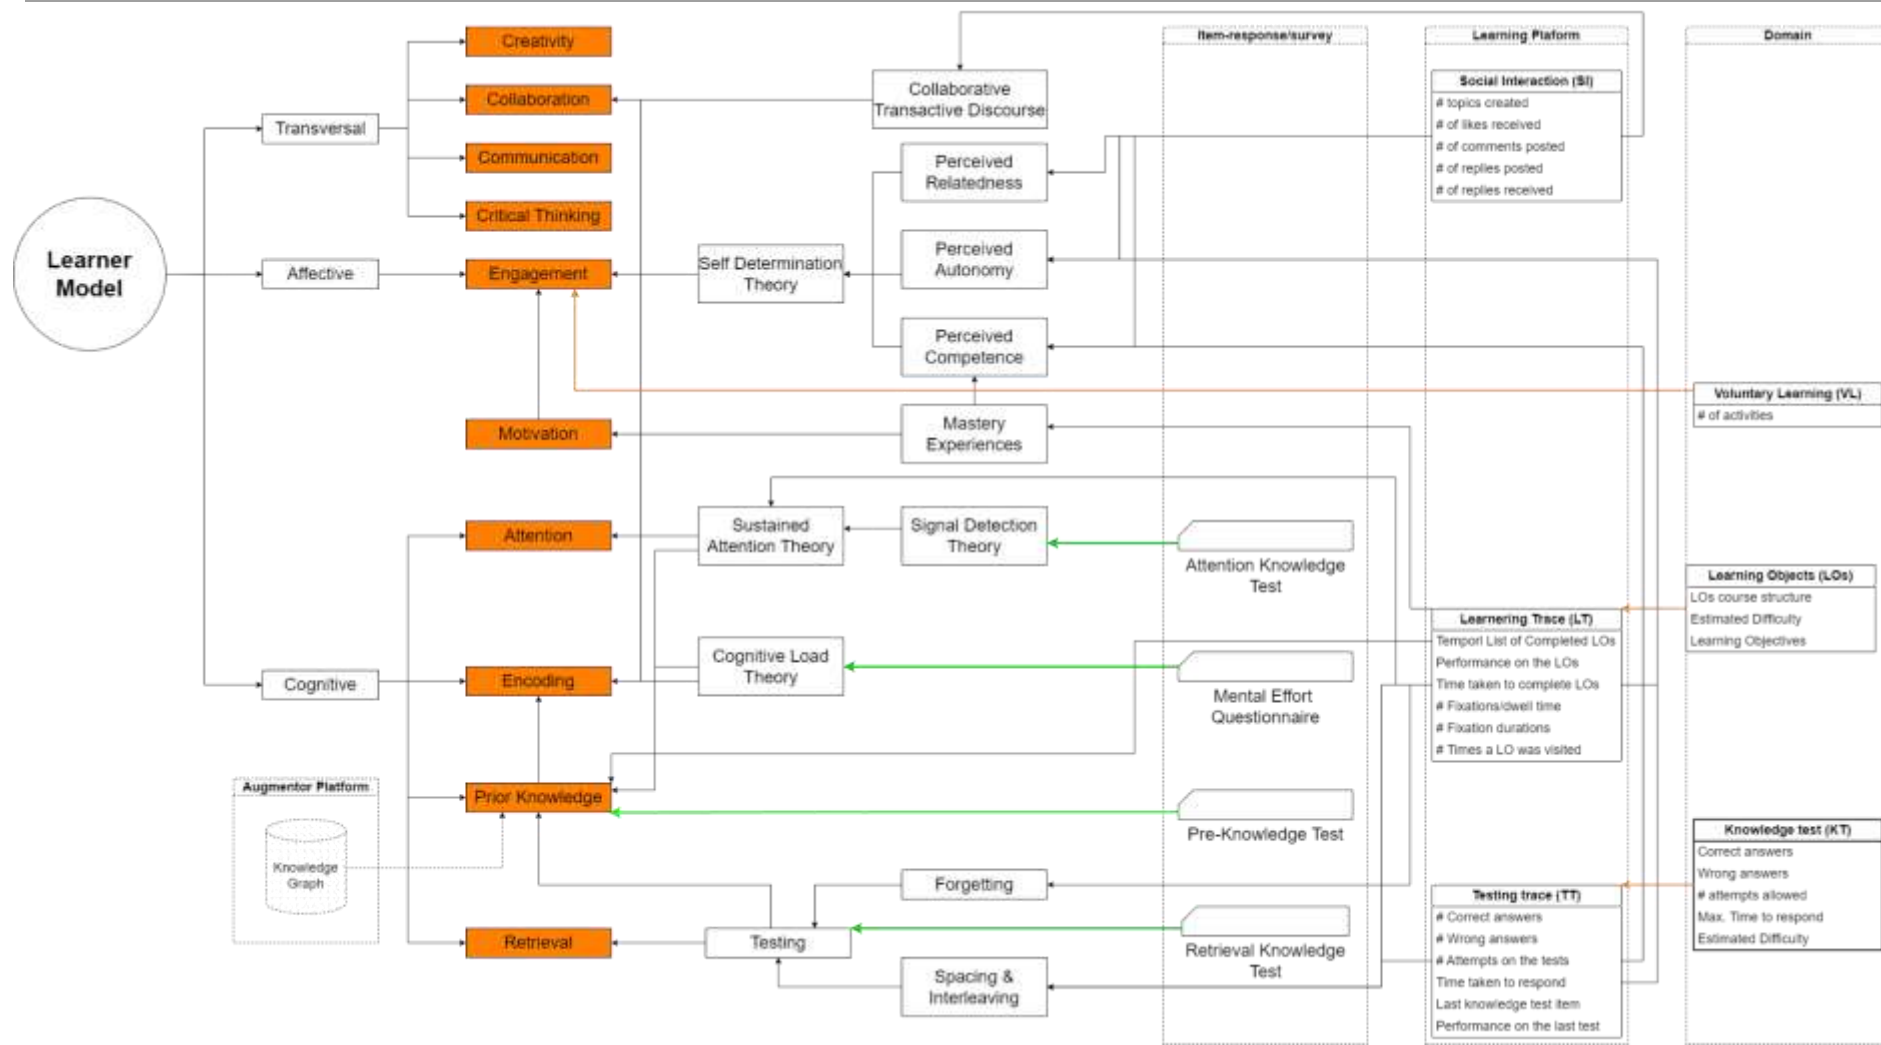 Learner
Model
Transversal
Affective
Cognitive
Creativity
Collaboration
Communication
Critical Thinking
Engagement
Motivation
Attention
Encoding
Prior Knowledge
Retrieval
Augmentor Platform
Knowledge
Graph
Self Determination
Theory
Sustained
Attention Theory
Cognitive Load
Theory
Testing
Collaborative
Transactive Discourse
Perceived
Relatedness
Perceived
Autonomy
Perceived
Competence
Mastery
Experiences
Signal Detection
Theory
Forgetting
Spacing &
Interleaving
Item-response/survey
Attention Knowledge
Test
Mental Effort
Questionnaire
Pre-Knowledge Test
Retrieval Knowledge
Test
Learning Plaform
Social Interaction (SI)
# topics created
# of likes received
# of comments posted
# of replies posted
# of replies received
Learnering Trace (LT)
Temporl List of Completed LOs
Performance on the LOs
Time taken to complete LOs
# Fixations/dwell time
# Fixation durations
# Times a LO was visited
Testing trace (TT)
# Correct answers
# Wrong answers
# Attempts on the tests
Time taken to respond
Last knowledge test item
Performance on the last test
Domain
Voluntary Learning (VL)
# of activities
Learning Objects (LOs)
LOs course structure
Estimated Difficulty
Learning Objectives
Knowledge test (KT)
Correct answers
Wrong answers
# attempts allowed
Max. Time to respond
Estimated Difficulty